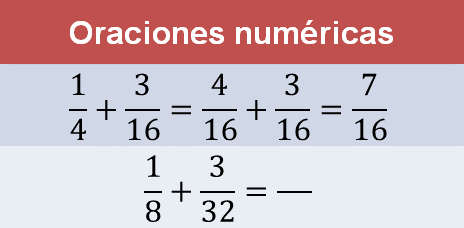 Oraciones numéricas
1/4 + 3/16 = 4/16 + 3/16 = 7/16
1/8 + 3/32 = —